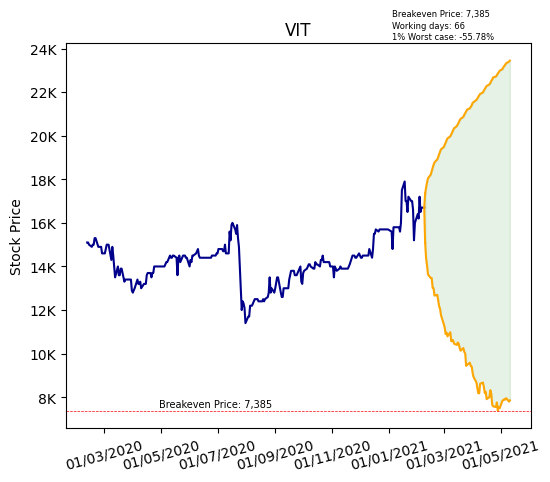 Breakeven Price: 7,385
Working days: 66
1% Worst case: -55.78%
VIT
24K
22K
20K
18K
16K
14K
12K
10K
8K
Stock Price
Breakeven Price: 7,385
01/03/2020 01/05/2020 01/07/2020 01/09/2020 01/11/2020 01/01/2021 01/03/2021 01/05/2021